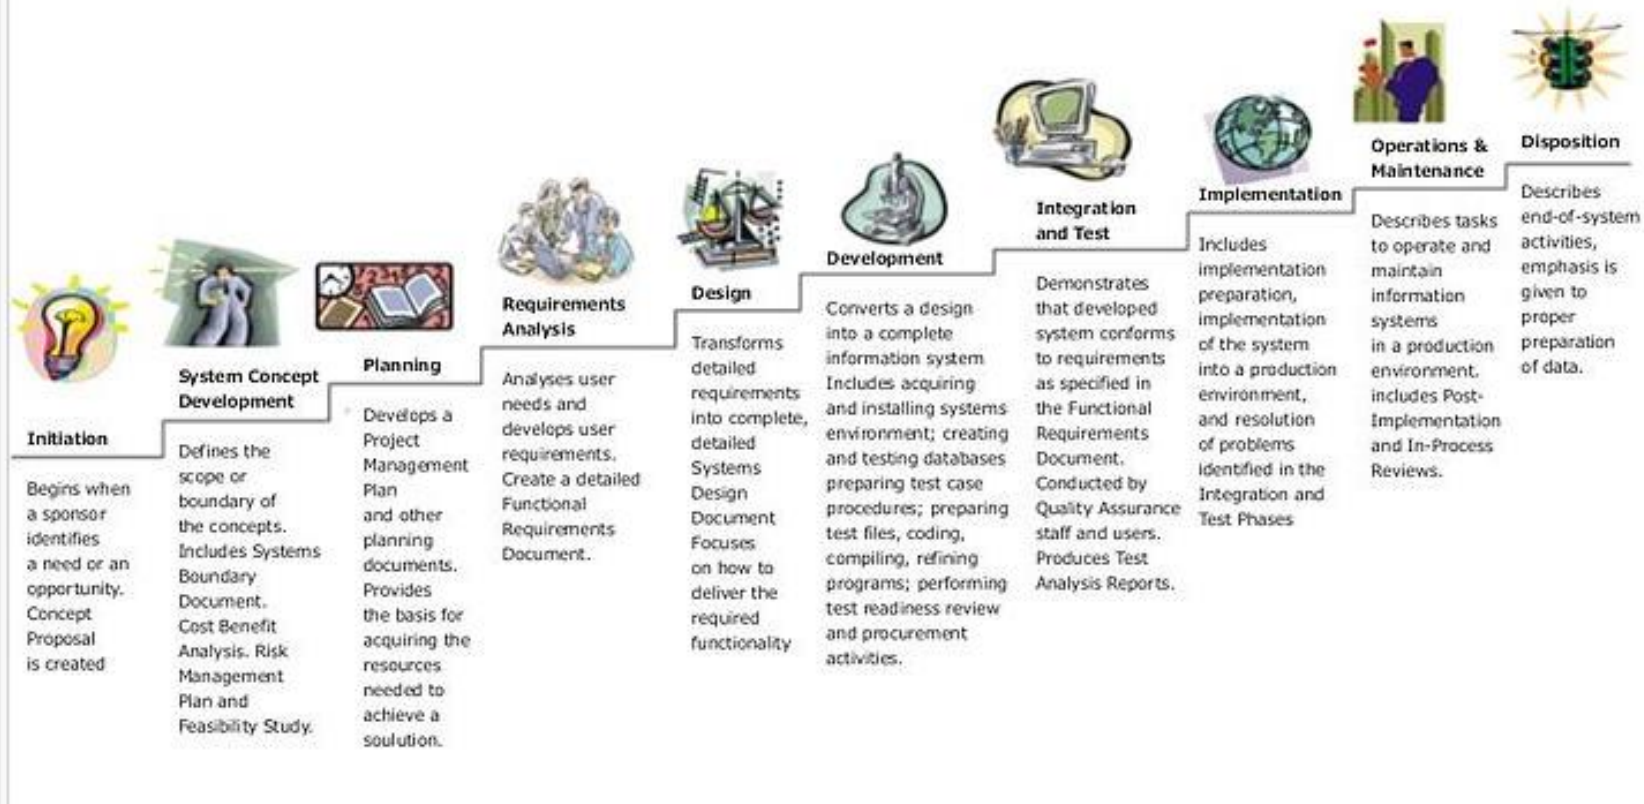 Initiation
Begins when
a sponsor
identifies
a need or an
opportunity.
Concept
Proposal
is created
System Concept
Development
Defines the
scope or
boundary of
the concepts.
Includes Systems
Boundary
Document.
Cost Benefit
Analysis. Risk
Management
Plan and
Feasibility Study.
Planning
Develops a
Project
Management
Plan
and other
planning
documents.
Provides
the basis for
acquiring the
resources
needed to
achieve a
soulution.
Requirements
Analysis
Analyses user
needs and
develops user
requirements.
Create a detailed
Functional
Requirements
Document.
Design
Transforms
detailed
requirements
into complete,
detailed
Systems
Design
Document
Focuses
on how to
deliver the
required
functionality
Development
Converts a design
into a complete
information system
Includes acquiring
and installing systems
environment; creating
and testing databases
preparing test case
procedures; preparing
test files, coding,
compiling, refining
programs; performing
test readiness review
and procurement
activities.
Integration
and Test
Demonstrates
that developed
system conforms
to requirements
as specified in
the Functional
Requirements
Document.
Conducted by
Quality Assurance
staff and users.
Produces Test
Analysis Reports.
Implementation
Includes
implementation
preparation,
implementation
of the system
into a production
environment,
and resolution
of problems
identified in the
Integration and
Test Phases
Operations &
Maintenance
Describes tasks
to operate and
maintain
information
systems
in a production
environment.
includes Post-
Implementation
and In-Process
Reviews.
Disposition
Describes
end-of-system
activities,
emphasis is
given to
proper
preparation
of data.